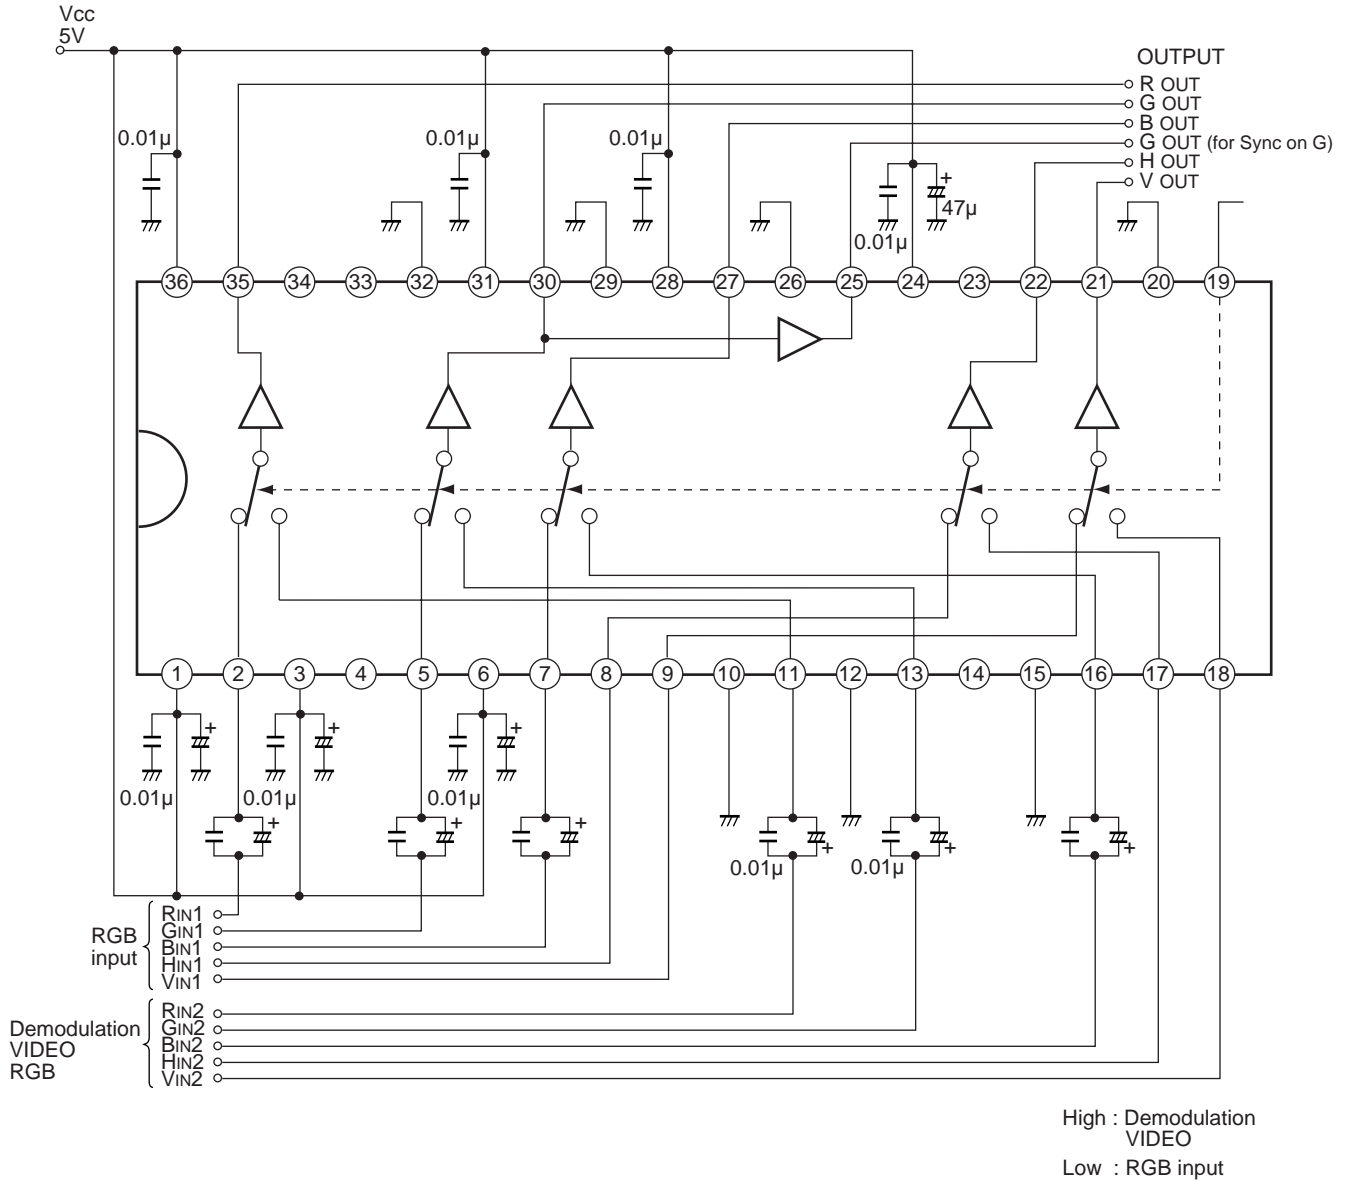 Vcc
5V
OUTPUT
R OUT
G OUT
B OUT
G OUT (for Sync on G)
H OUT
V OUT
0.01µ
0.01µ
0.01µ
0.01µ
+
47µ
36 35 34 33 32 31 30 29 28 27 26 25 24 23 22 21 20 19
1 2 3 4 5 6 7 8 9 10 11 12 13 14 15 16 17 18
+ + +
0.01µ 0.01µ 0.01µ
+ + + + + +
0.01µ 0.01µ
RGB
input
RIN1
GIN1
BIN1
HIN1
VIN1
Demodulation
VIDEO
RGB
RIN2
GIN2
BIN2
HIN2
VIN2
High : Demodulation
VIDEO
Low : RGB input